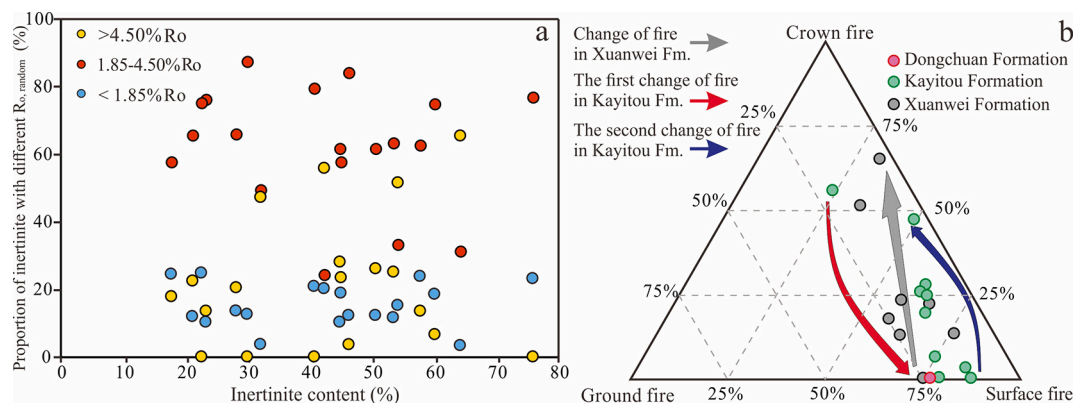 a
>4.50%Ro
1.85-4.50%Ro
< 1.85%Ro
Proportion of inertinite with different Ro, random (%)
100
80
60
40
20
0
0 10 20 30 40 50 60 70 80
Inertinite content (%)
b
Change of fire
in Xuanwei Fm.
The first change of fire
in Kayitou Fm.
The second change of fire
in Kayitou Fm.
Crown fire
Dongchuan Formation
Kayitou Formation
Xuanwei Formation
25% 75%
50% 50%
75% 25%
Ground fire 25% 50% 75% Surface fire